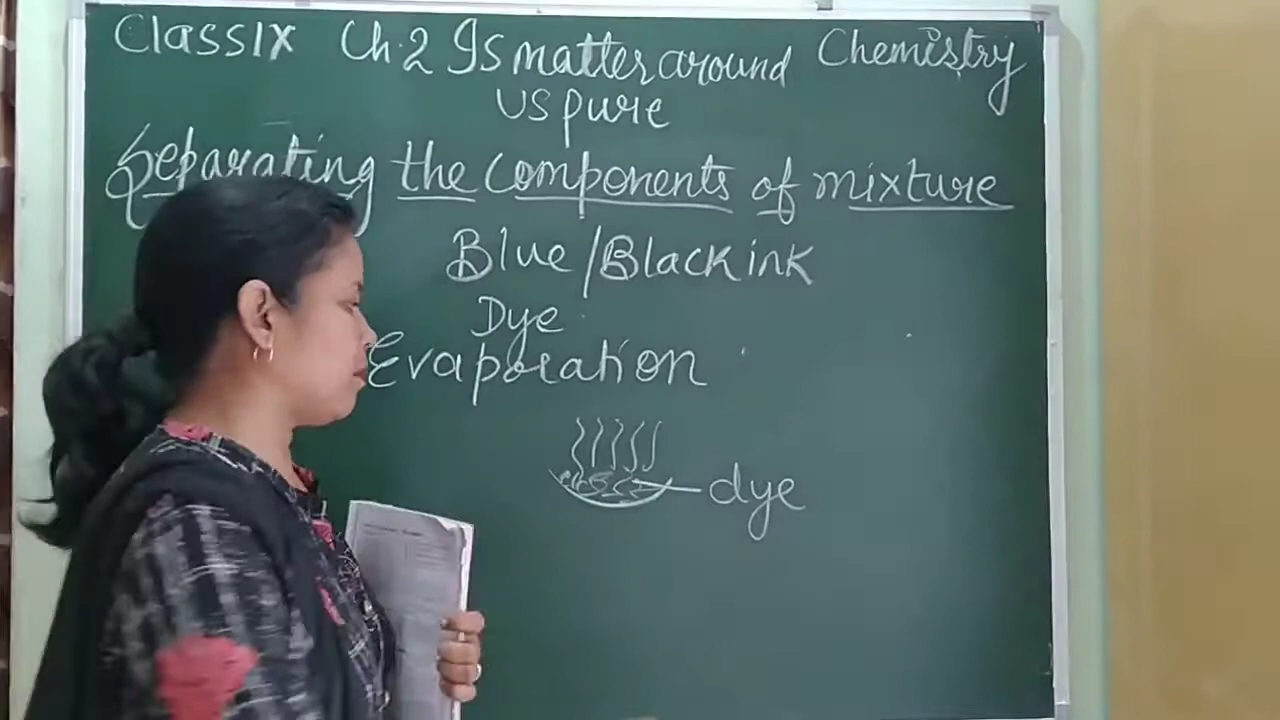 Class IX Ch.2 Is matter around Chemistry
us pure
Separating the components of mixture
Blue/Black ink
Dye
Evaporation
dye